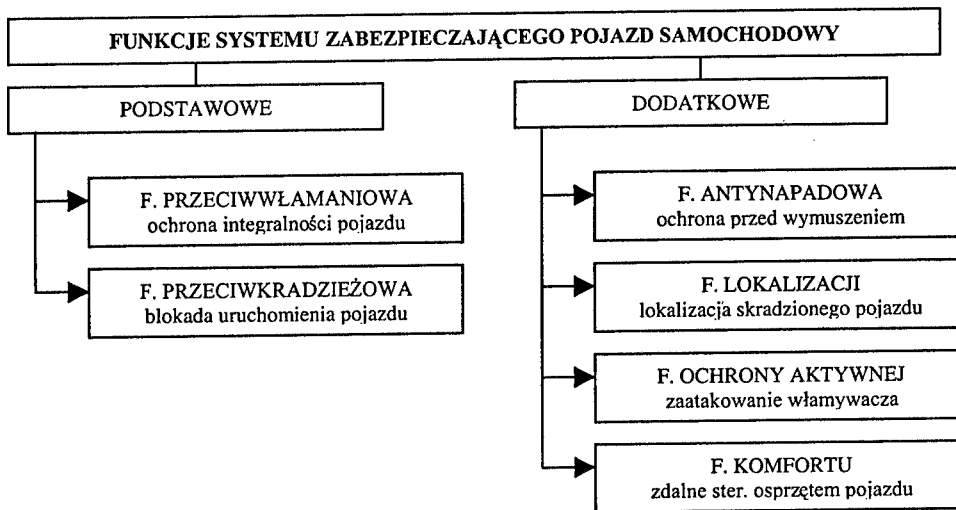 FUNKCJE SYSTEMU ZABEZPIECZAJĄCEGO POJAZD SAMOCHODOWY
PODSTAWOWE
F. PRZECIWWŁAMANIOWA
ochrona integralności pojazdu
F. PRZECIWKRADZIEŻOWA
blokada uruchomienia pojazdu
DODATKOWE
F. ANTYNAPADOWA
ochrona przed wymuszeniem
F. LOKALIZACJI
lokalizacja skradzionego pojazdu
F. OCHRONY AKTYWNEJ
zaatakowanie włamywacza
F. KOMFORTU
zdalne ster. osprzętem pojazdu